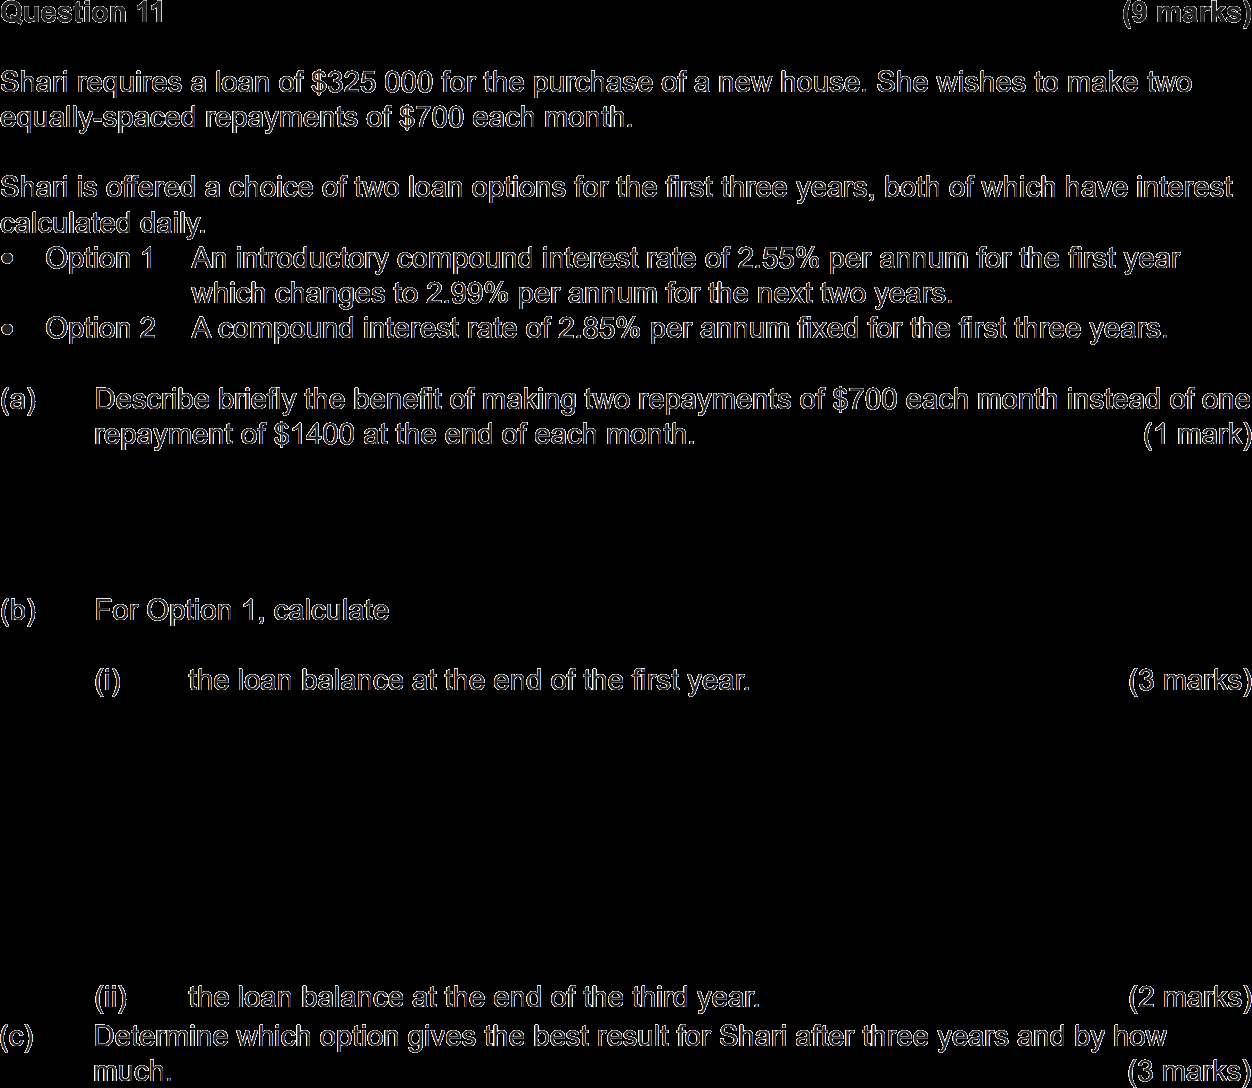 Question 11 (9 marks)
Shari requires a loan of $325 000 for the purchase of a new house. She wishes to make two
equally-spaced repayments of $700 each month.
Shari is offered a choice of two loan options for the first three years, both of which have interest
calculated daily.
• Option 1 An introductory compound interest rate of 2.55% per annum for the first year
which changes to 2.99% per annum for the next two years.
• Option 2 A compound interest rate of 2.85% per annum fixed for the first three years.
(a) Describe briefly the benefit of making two repayments of $700 each month instead of one
repayment of $1400 at the end of each month. (1 mark)
(b) For Option 1, calculate
(i) the loan balance at the end of the first year. (3 marks)
(ii) the loan balance at the end of the third year. (2 marks)
(c) Determine which option gives the best result for Shari after three years and by how
much. (3 marks)